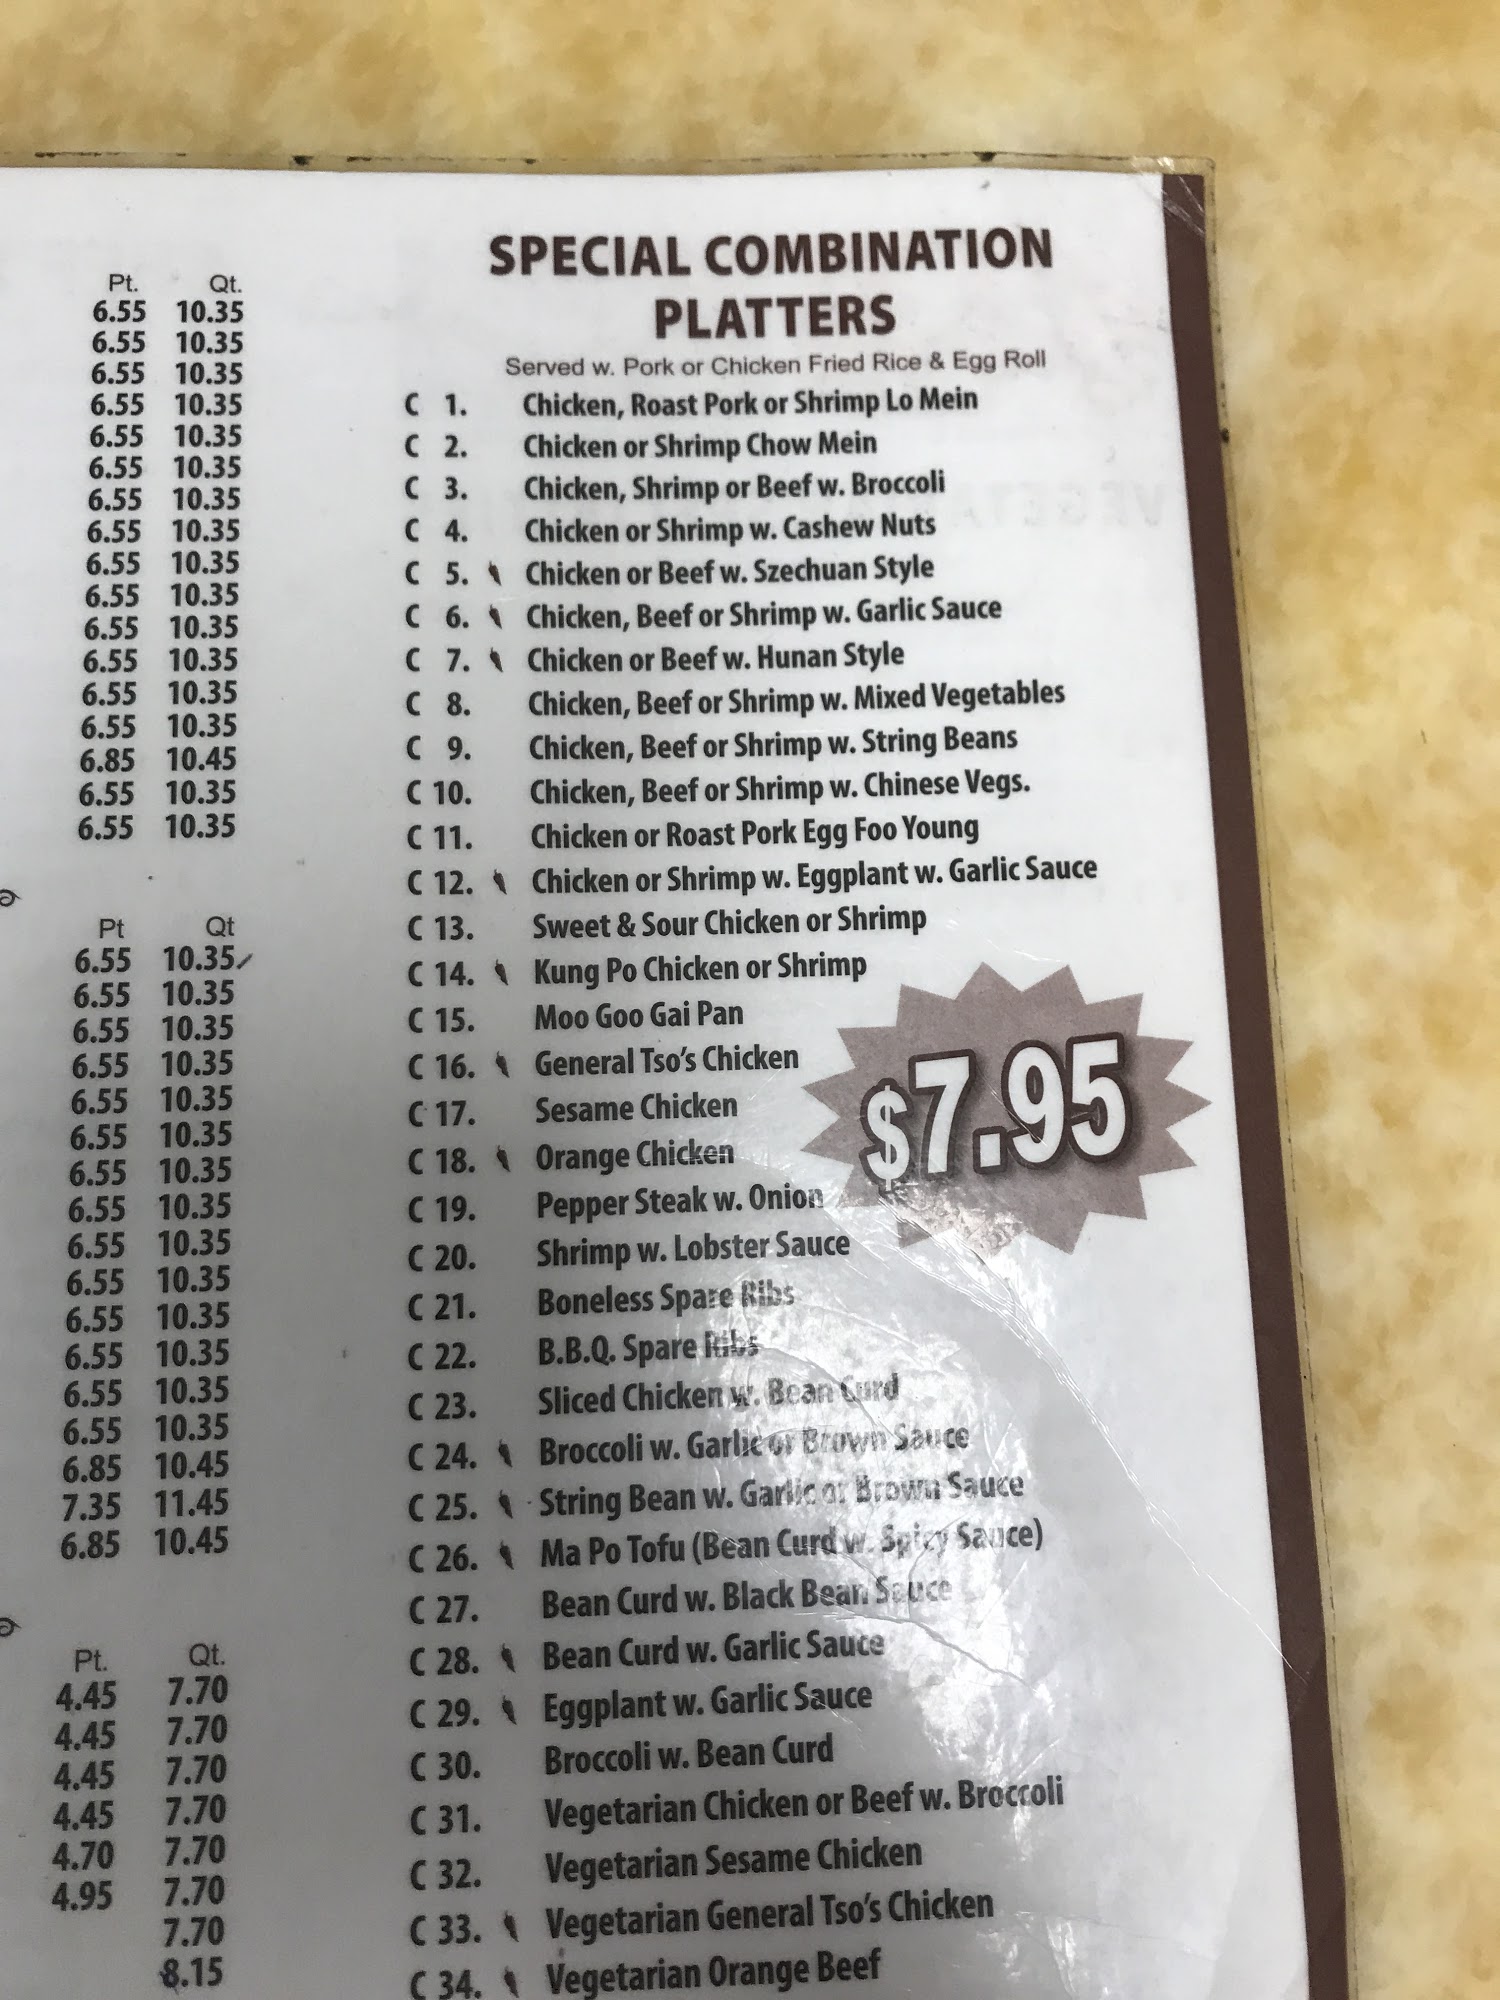 Pt. Qt.
6.55 10.35
6.55 10.35
6.55 10.35
6.55 10.35
6.55 10.35
6.55 10.35
6.55 10.35
6.55 10.35
6.55 10.35
6.55 10.35
6.55 10.35
6.55 10.35
6.55 10.35
6.55 10.35
6.85 10.45
6.55 10.35
6.55 10.35
Pt Qt
6.55 10.35
6.55 10.35
6.55 10.35
6.55 10.35
6.55 10.35
6.55 10.35
6.55 10.35
6.55 10.35
6.55 10.35
6.55 10.35
6.55 10.35
6.55 10.35
6.55 10.35
6.55 10.35
6.85 10.45
7.35 11.45
6.85 10.45
Pt. Qt.
4.45 7.70
4.45 7.70
4.45 7.70
4.45 7.70
4.70 7.70
4.95 7.70
7.70
8.15
SPECIAL COMBINATION
PLATTERS
Served w. Pork or Chicken Fried Rice & Egg Roll
C 1. Chicken, Roast Pork or Shrimp Lo Mein
C 2. Chicken or Shrimp Chow Mein
C 3. Chicken, Shrimp or Beef w. Broccoli
C 4. Chicken or Shrimp w. Cashew Nuts
C 5. Chicken or Beef w. Szechuan Style
C 6. Chicken, Beef or Shrimp w. Garlic Sauce
C 7. Chicken or Beef w. Hunan Style
C 8. Chicken, Beef or Shrimp w. Mixed Vegetables
C 9. Chicken, Beef or Shrimp w. String Beans
C 10. Chicken, Beef or Shrimp w. Chinese Vegs.
C 11. Chicken or Roast Pork Egg Foo Young
C 12. Chicken or Shrimp w. Eggplant w. Garlic Sauce
C 13. Sweet & Sour Chicken or Shrimp
C 14. Kung Po Chicken or Shrimp
C 15. Moo Goo Gai Pan
C 16. General Tso's Chicken
C 17. Sesame Chicken
C 18. Orange Chicken
C 19. Pepper Steak w. Onion
C 20. Shrimp w. Lobster Sauce
C 21. Boneless Spare Ribs
C 22. B.B.Q. Spare Ribs
C 23. Sliced Chicken w. Bean Curd
C 24. Broccoli w. Garlic or Brown Sauce
C 25. String Bean w. Garlic or Brown Sauce
C 26. Ma Po Tofu (Bean Curd w. Spicy Sauce)
C 27. Bean Curd w. Black Bean Sauce
C 28. Bean Curd w. Garlic Sauce
C 29. Eggplant w. Garlic Sauce
C 30. Broccoli w. Bean Curd
C 31. Vegetarian Chicken or Beef w. Broccoli
C 32. Vegetarian Sesame Chicken
C 33. Vegetarian General Tso's Chicken
C 34. Vegetarian Orange Beef
$7.95